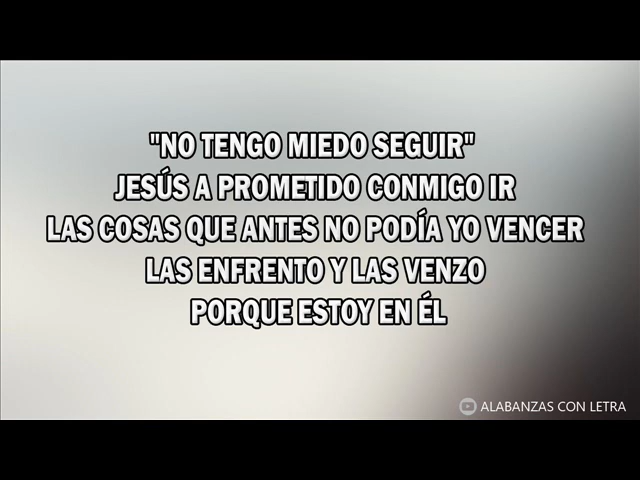 "NO TENGO MIEDO SEGUIR"
JESÚS A PROMETIDO CONMIGO IR
LAS COSAS QUE ANTES NO PODÍA YO VENCER
LAS ENFRENTO Y LAS VENZO
PORQUE ESTOY EN ÉL
ALABANZAS CON LETRA